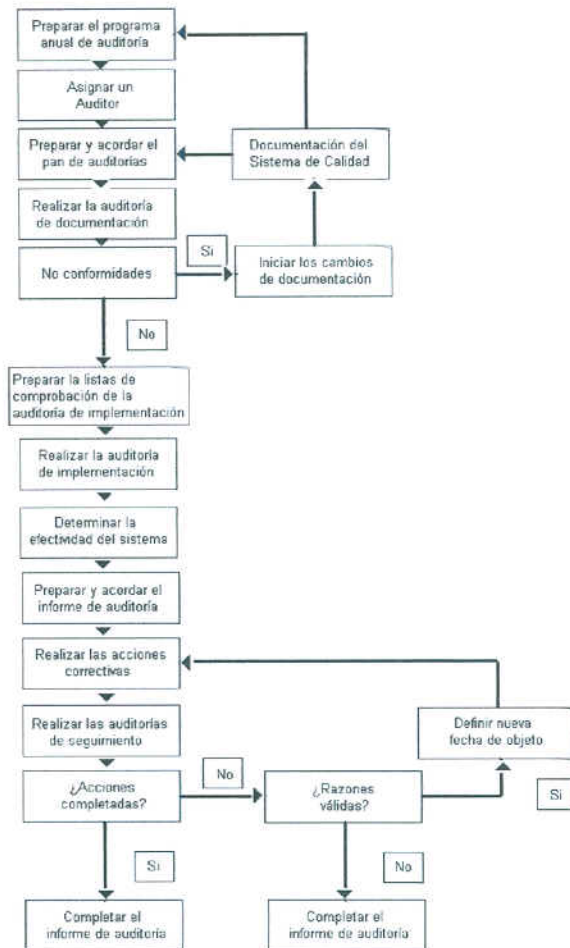 Preparar el programa
anual de auditoría
Asignar un
Auditor
Preparar y acordar el
pan de auditorías
Documentación del
Sistema de Calidad
Realizar la auditoría
de documentación
No conformidades
Si
Iniciar los cambios
de documentación
No
Preparar la listas de
comprobación de la
auditoría de implementación
Realizar la auditoría
de implementación
Determinar la
efectividad del sistema
Preparar y acordar el
informe de auditoría
Realizar las acciones
correctivas
Realizar las auditorías
de seguimiento
Definir nueva
fecha de objeto
¿Acciones
completadas?
No
¿Razones
válidas?
Si
Si
No
Completar el
informe de auditoría
Completar el
informe de auditoría